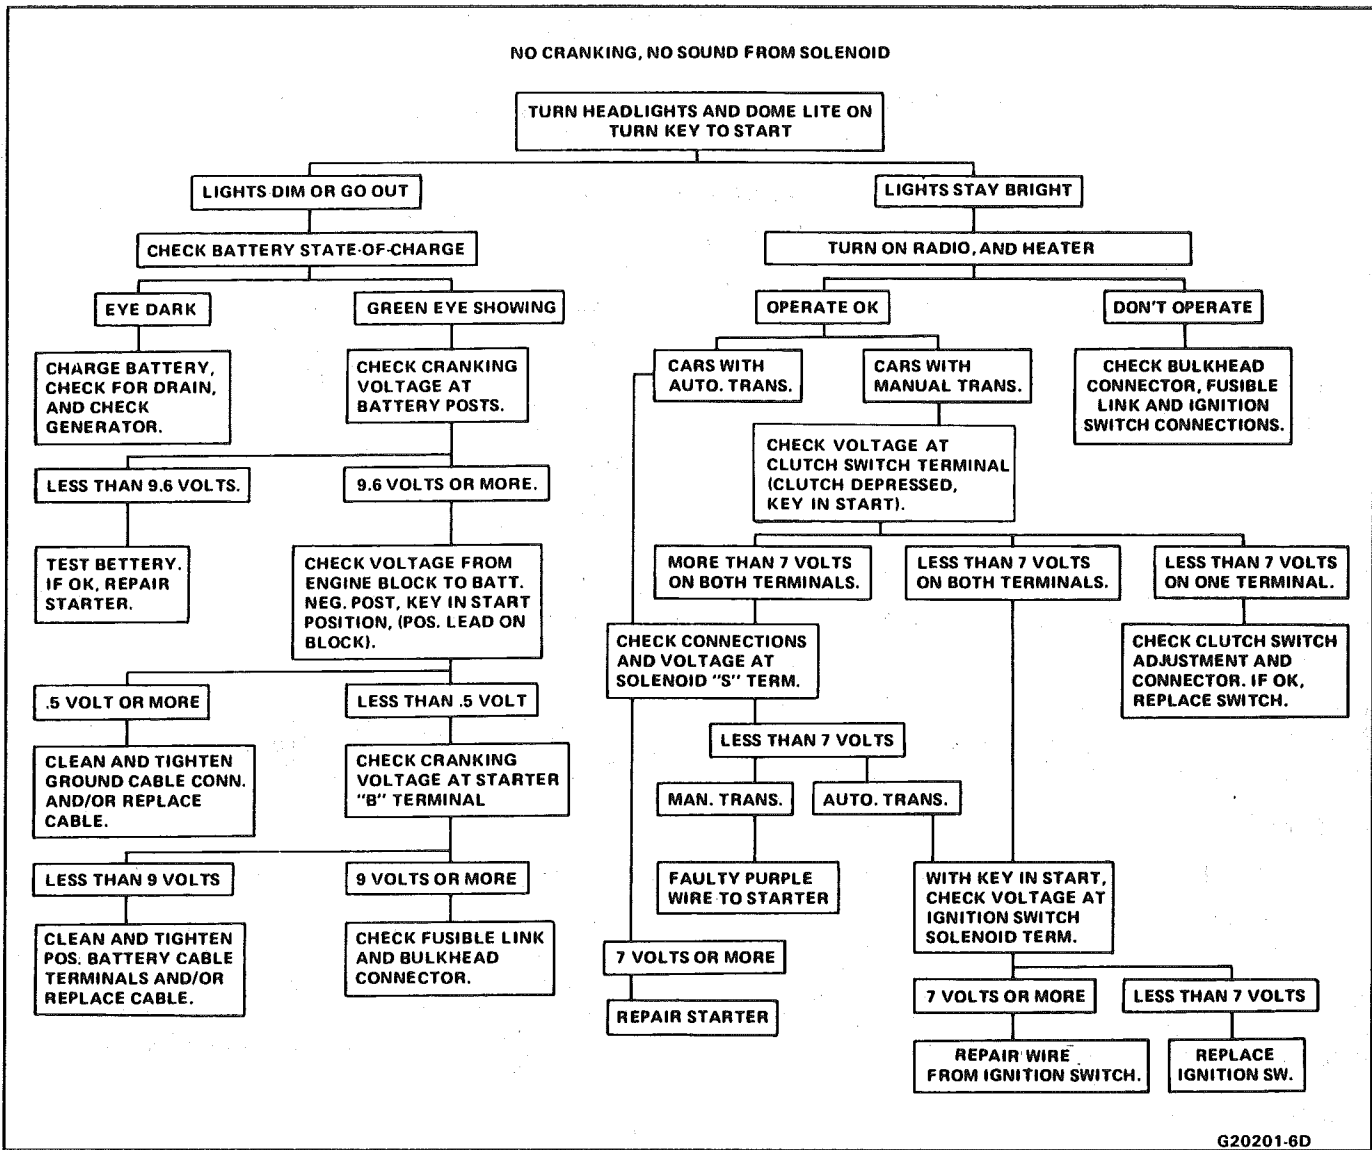 NO CRANKING, NO SOUND FROM SOLENOID
TURN HEADLIGHTS AND DOME LITE ON
TURN KEY TO START
LIGHTS DIM OR GO OUT
LIGHTS STAY BRIGHT
CHECK BATTERY STATE-OF-CHARGE
TURN ON RADIO, AND HEATER
EYE DARK
GREEN EYE SHOWING
OPERATE OK
DON'T OPERATE
CHARGE BATTERY,
CHECK FOR DRAIN,
AND CHECK
GENERATOR.
CHECK CRANKING
VOLTAGE AT
BATTERY POSTS.
CARS WITH
AUTO. TRANS.
CARS WITH
MANUAL TRANS.
CHECK BULKHEAD
CONNECTOR, FUSIBLE
LINK AND IGNITION
SWITCH CONNECTIONS.
CHECK VOLTAGE AT
CLUTCH SWITCH TERMINAL
(CLUTCH DEPRESSED,
KEY IN START).
LESS THAN 9.6 VOLTS.
9.6 VOLTS OR MORE.
TEST BETTERY.
IF OK, REPAIR
STARTER.
CHECK VOLTAGE FROM
ENGINE BLOCK TO BATT.
NEG. POST, KEY IN START
POSITION, (POS. LEAD ON
BLOCK).
MORE THAN 7 VOLTS
ON BOTH TERMINALS.
LESS THAN 7 VOLTS
ON BOTH TERMINALS.
LESS THAN 7 VOLTS
ON ONE TERMINAL.
CHECK CONNECTIONS
AND VOLTAGE AT
SOLENOID "S" TERM.
CHECK CLUTCH SWITCH
ADJUSTMENT AND
CONNECTOR. IF OK,
REPLACE SWITCH.
.5 VOLT OR MORE
LESS THAN .5 VOLT
LESS THAN 7 VOLTS
CLEAN AND TIGHTEN
GROUND CABLE CONN.
AND/OR REPLACE
CABLE.
CHECK CRANKING
VOLTAGE AT STARTER
"B" TERMINAL
MAN. TRANS.
AUTO. TRANS.
LESS THAN 9 VOLTS
9 VOLTS OR MORE
FAULTY PURPLE
WIRE TO STARTER
WITH KEY IN START,
CHECK VOLTAGE AT
IGNITION SWITCH
SOLENOID TERM.
CLEAN AND TIGHTEN
POS. BATTERY CABLE
TERMINALS AND/OR
REPLACE CABLE.
CHECK FUSIBLE LINK
AND BULKHEAD
CONNECTOR.
7 VOLTS OR MORE
REPAIR STARTER
7 VOLTS OR MORE
LESS THAN 7 VOLTS
REPAIR WIRE
FROM IGNITION SWITCH.
REPLACE
IGNITION SW.
G20201-6D